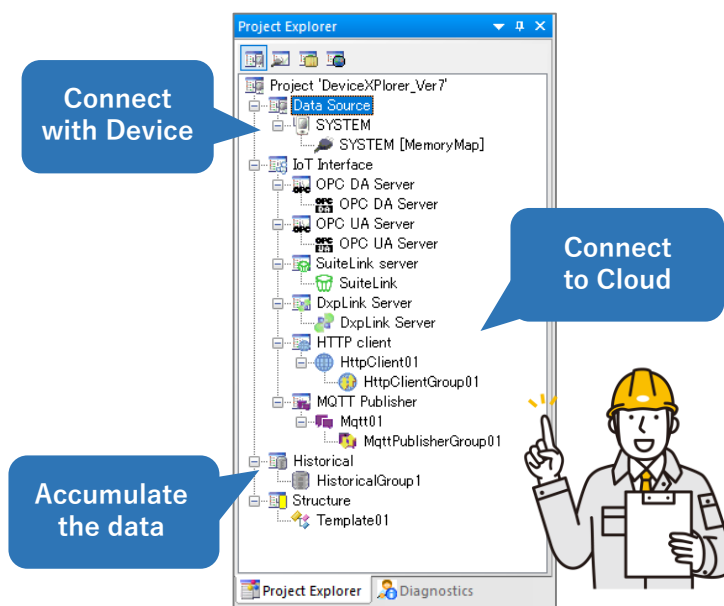 Project Explorer
Project 'DeviceXPlorer_Ver7'
Data Source
SYSTEM
SYSTEM [MemoryMap]
IoT Interface
OPC DA Server
OPC DA Server
OPC UA Server
OPC UA Server
SuiteLink server
SuiteLink
DxpLink Server
DxpLink Server
HTTP client
HttpClient01
HttpClientGroup01
MQTT Publisher
Mqtt01
MqttPublisherGroup01
Historical
HistoricalGroup1
Structure
Template01
Project Explorer
Diagnostics
Connect
with Device
Connect
to Cloud
Accumulate
the data